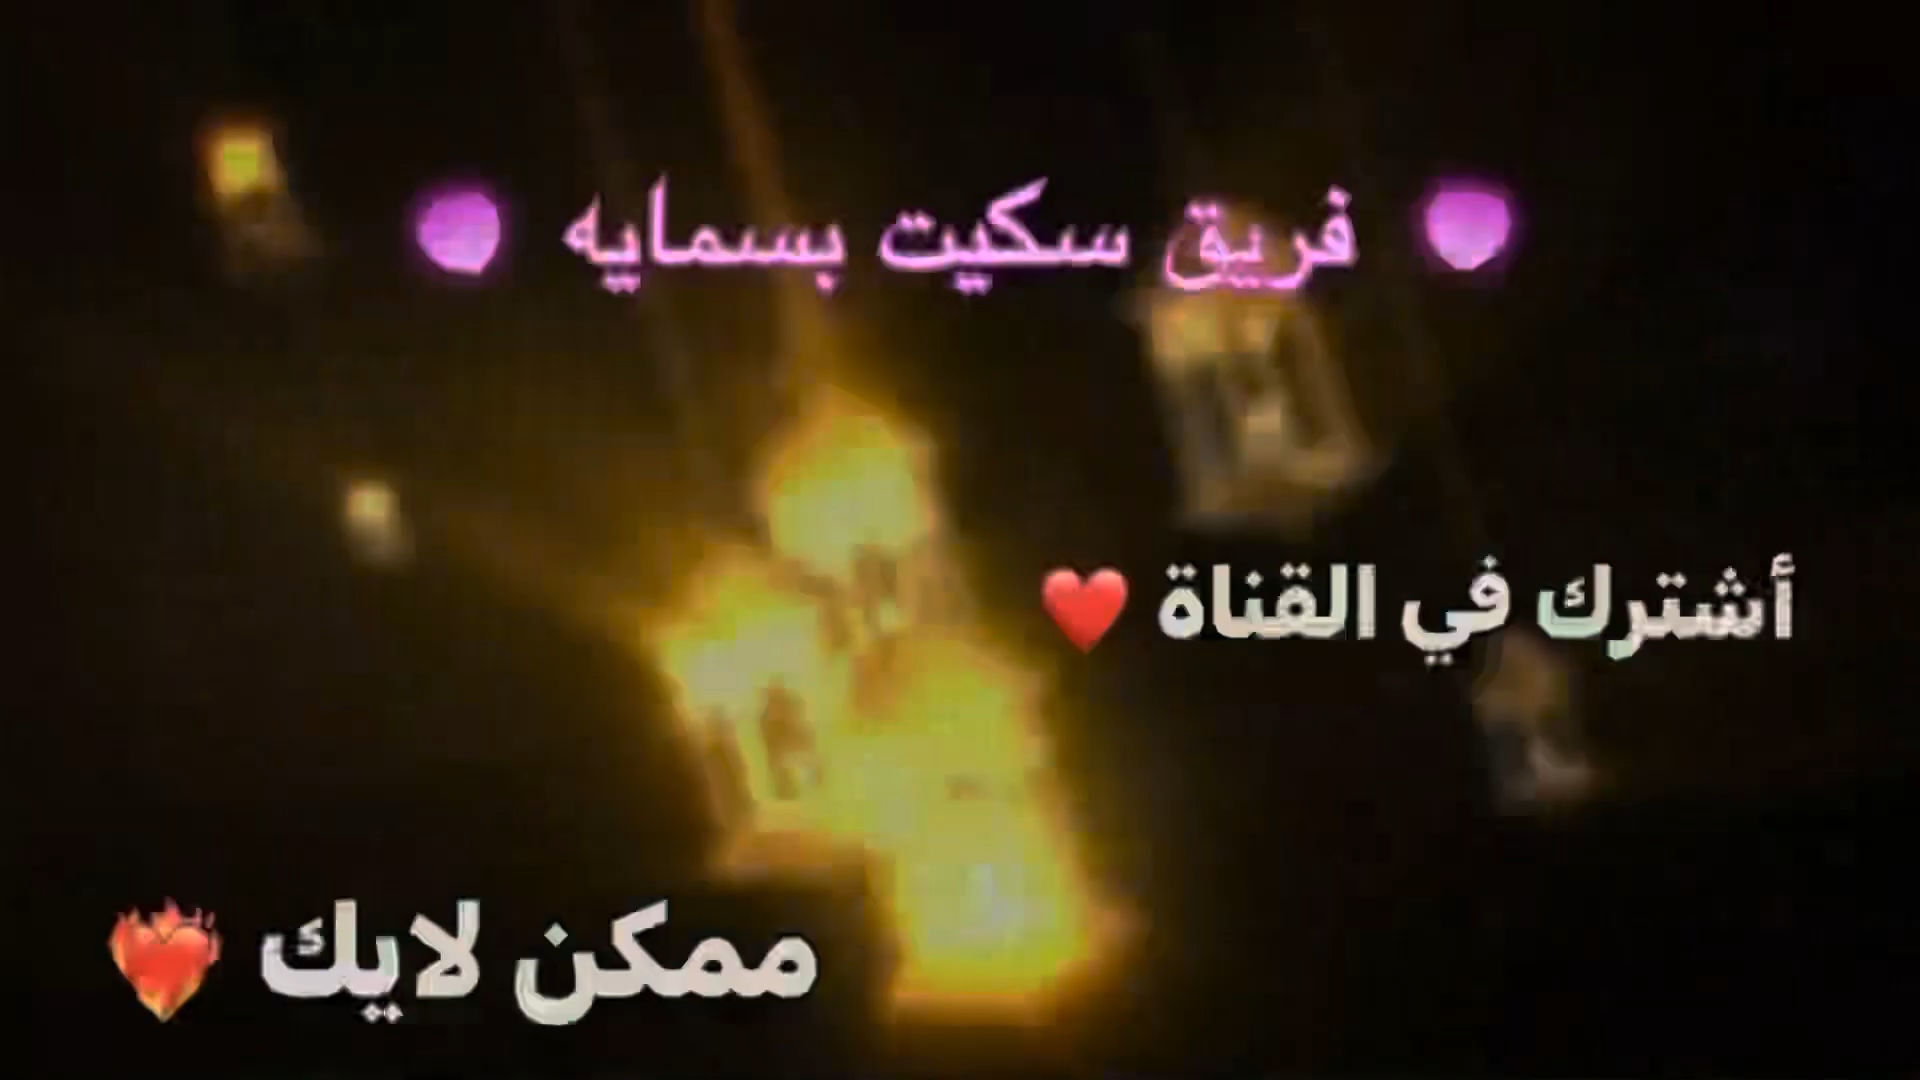 فريق سكيت بسمايه
أشترك في القناة ❤️
ممكن لايك ❤️‍🔥